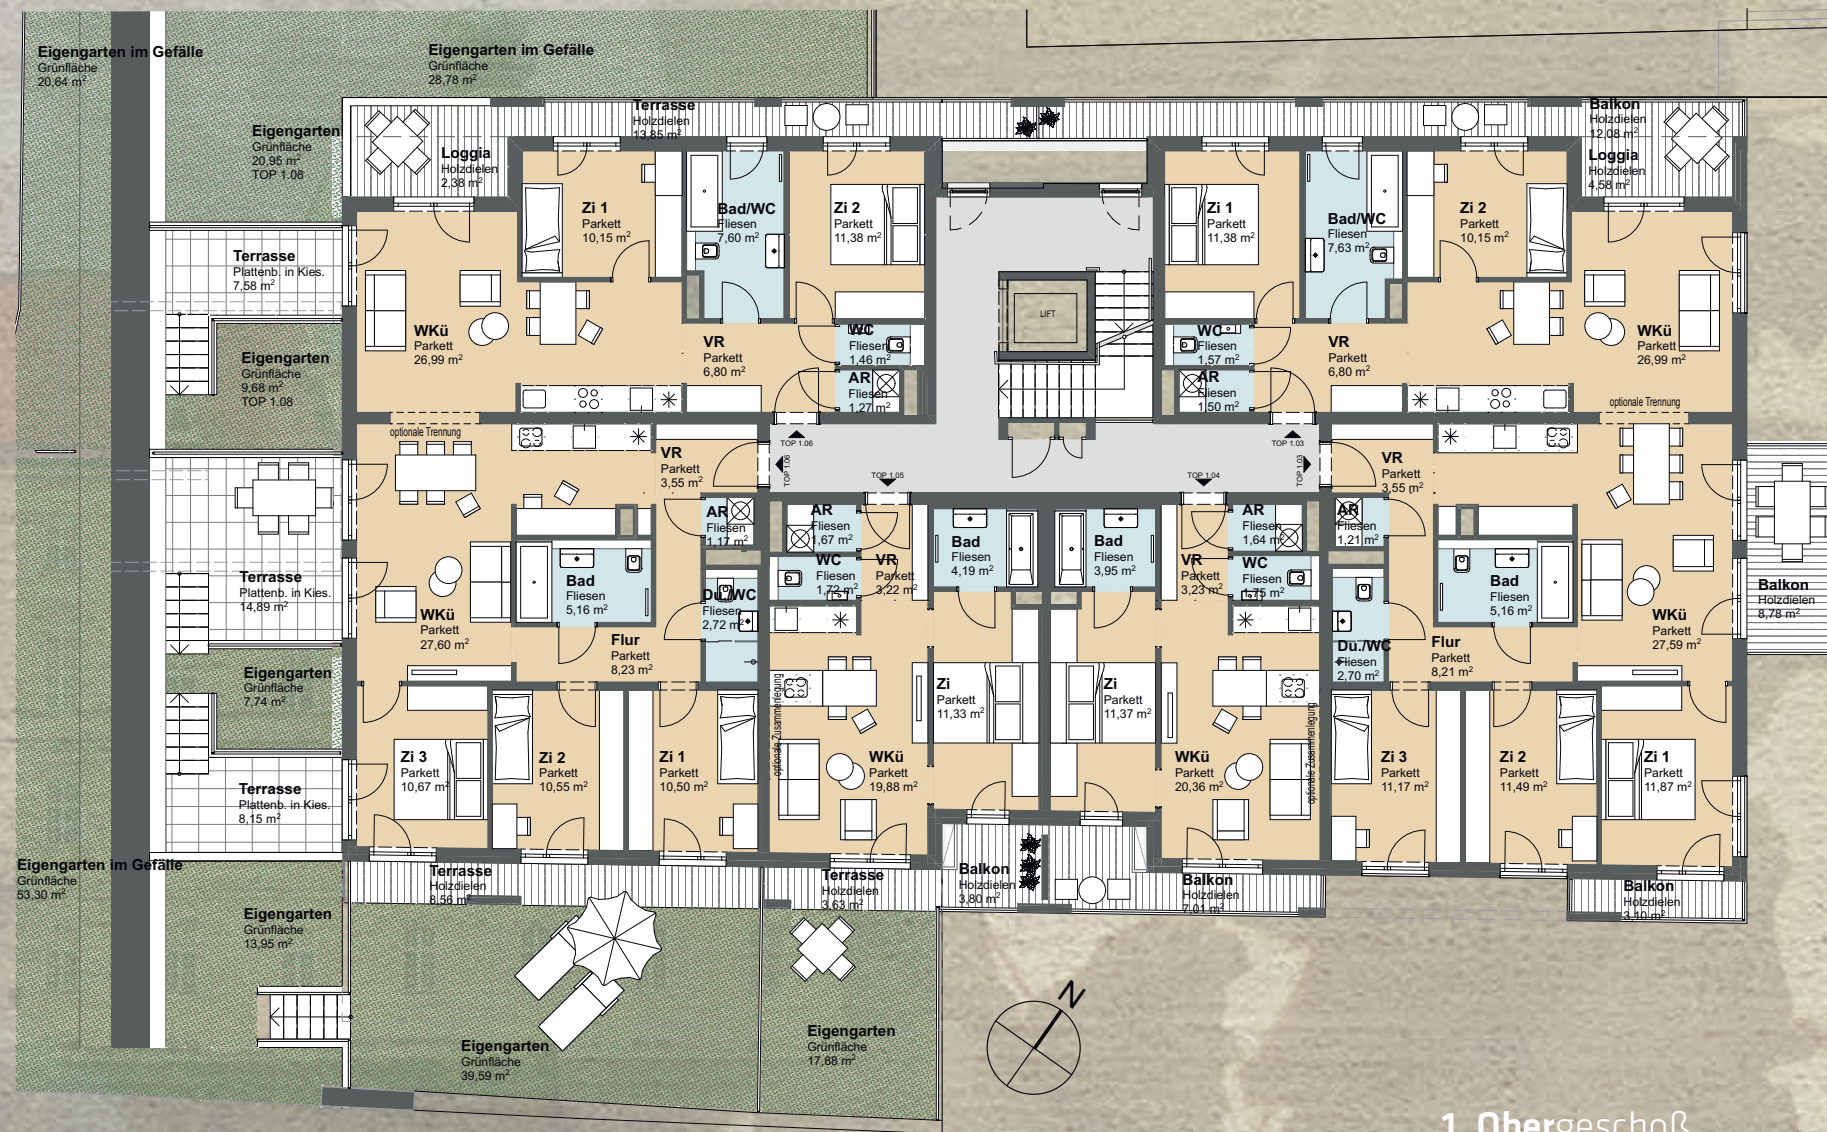 Eigengarten im Gefälle
Grünfläche
20,64 m²
Eigengarten im Gefälle
Grünfläche
28,78 m²
Eigengarten
Grünfläche
20,95 m²
TOP 1.08
Loggia
Holzdielen
2,38 m²
Terrasse
Holzdielen
13,85 m²
Balkon
Holzdielen
12,08 m²
Loggia
Holzdielen
4,58 m²
Zi 1
Parkett
10,15 m²
Bad/WC
Fliesen
7,60 m²
Zi 2
Parkett
11,38 m²
Zi 1
Parkett
11,38 m²
Bad/WC
Fliesen
7,63 m²
Zi 2
Parkett
10,15 m²
Terrasse
Plattenb. in Kies.
7,58 m²
Eigengarten
Grünfläche
9,68 m²
TOP 1.08
WKü
Parkett
26,99 m²
VR
Parkett
6,80 m²
WC
Fliesen
1,46 m²
AR
Fliesen
1,27 m²
LIFT
WC
Fliesen
1,57 m²
AR
Fliesen
1,50 m²
VR
Parkett
6,80 m²
WKü
Parkett
26,99 m²
optionale Trennung
optionale Trennung
TOP 1.06
TOP 1.06
TOP 1.05
TOP 1.04
TOP 1.03
TOP 1.03
VR
Parkett
3,55 m²
AR
Fliesen
1,17 m²
AR
Fliesen
1,67 m²
WC
Fliesen
1,72 m²
VR
Parkett
3,22 m²
Bad
Fliesen
4,19 m²
Bad
Fliesen
3,95 m²
VR
Parkett
3,23 m²
AR
Fliesen
1,64 m²
WC
Fliesen
1,75 m²
AR
Fliesen
1,21 m²
VR
Parkett
3,55 m²
Terrasse
Plattenb. in Kies.
14,89 m²
WKü
Parkett
27,60 m²
Bad
Fliesen
5,16 m²
Du./WC
Fliesen
2,72 m²
Flur
Parkett
8,23 m²
Du./WC
Fliesen
2,70 m²
Flur
Parkett
8,21 m²
Bad
Fliesen
5,16 m²
WKü
Parkett
27,59 m²
Balkon
Holzdielen
8,78 m²
Eigengarten
Grünfläche
7,74 m²
Terrasse
Plattenb. in Kies.
8,15 m²
Zi 3
Parkett
10,67 m²
Zi 2
Parkett
10,55 m²
Zi 1
Parkett
10,50 m²
optionale Zusammenlegung
WKü
Parkett
19,88 m²
Zi
Parkett
11,33 m²
Zi
Parkett
11,37 m²
WKü
Parkett
20,36 m²
optionale Zusammenlegung
Zi 3
Parkett
11,17 m²
Zi 2
Parkett
11,49 m²
Zi 1
Parkett
11,87 m²
Eigengarten im Gefälle
Grünfläche
53,30 m²
Terrasse
Holzdielen
8,56 m²
Terrasse
Holzdielen
3,63 m²
Balkon
Holzdielen
3,80 m²
Balkon
Holzdielen
7,01 m²
Balkon
Holzdielen
3,10 m²
Eigengarten
Grünfläche
13,95 m²
Eigengarten
Grünfläche
39,59 m²
Eigengarten
Grünfläche
17,88 m²
N
1. Obergeschoß